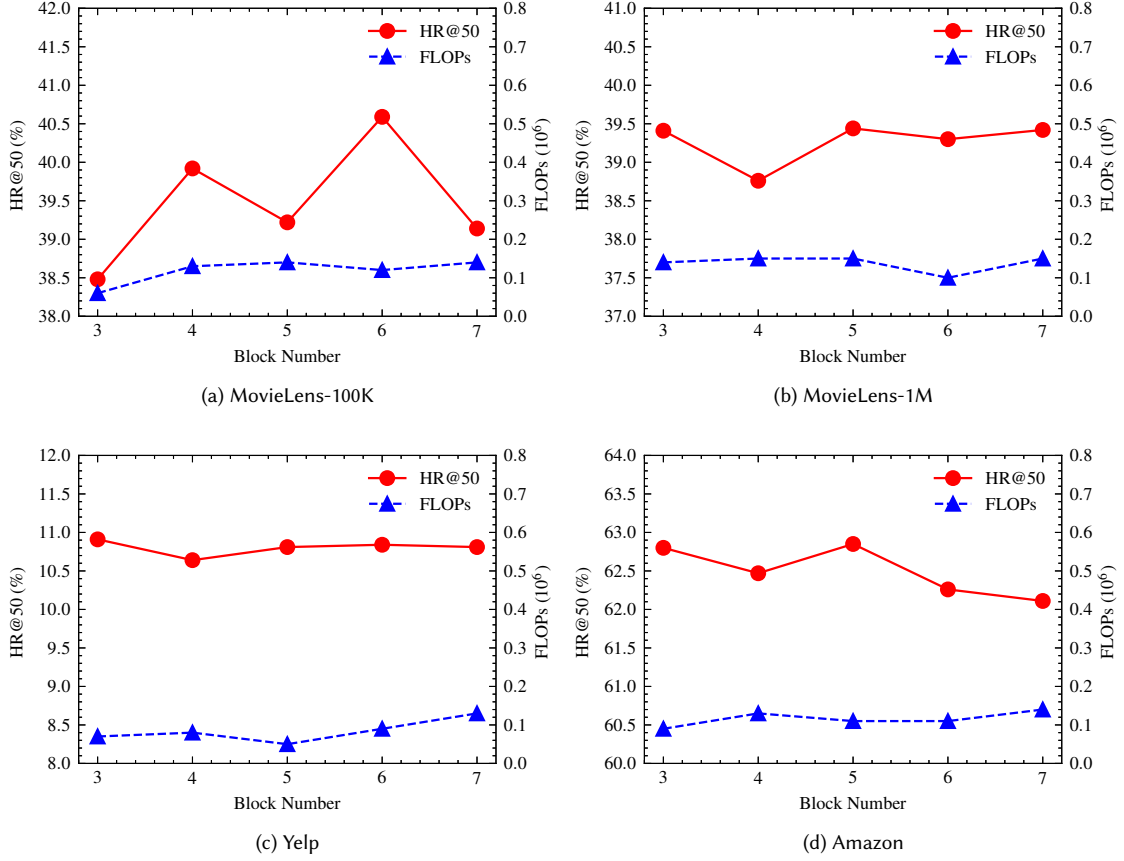 42.0
41.5
41.0
40.5
40.0
39.5
39.0
38.5
38.0
HR@50 (%)
3 4 5 6 7
Block Number
0.8
0.7
0.6
0.5
0.4
0.3
0.2
0.1
0.0
FLOPs (10⁶)
HR@50
FLOPs
(a) MovieLens-100K
41.0
40.5
40.0
39.5
39.0
38.5
38.0
37.5
37.0
HR@50 (%)
3 4 5 6 7
Block Number
0.8
0.7
0.6
0.5
0.4
0.3
0.2
0.1
0.0
FLOPs (10⁶)
HR@50
FLOPs
(b) MovieLens-1M
12.0
11.5
11.0
10.5
10.0
9.5
9.0
8.5
8.0
HR@50 (%)
3 4 5 6 7
Block Number
0.8
0.7
0.6
0.5
0.4
0.3
0.2
0.1
0.0
FLOPs (10⁶)
HR@50
FLOPs
(c) Yelp
64.0
63.5
63.0
62.5
62.0
61.5
61.0
60.5
60.0
HR@50 (%)
3 4 5 6 7
Block Number
0.8
0.7
0.6
0.5
0.4
0.3
0.2
0.1
0.0
FLOPs (10⁶)
HR@50
FLOPs
(d) Amazon